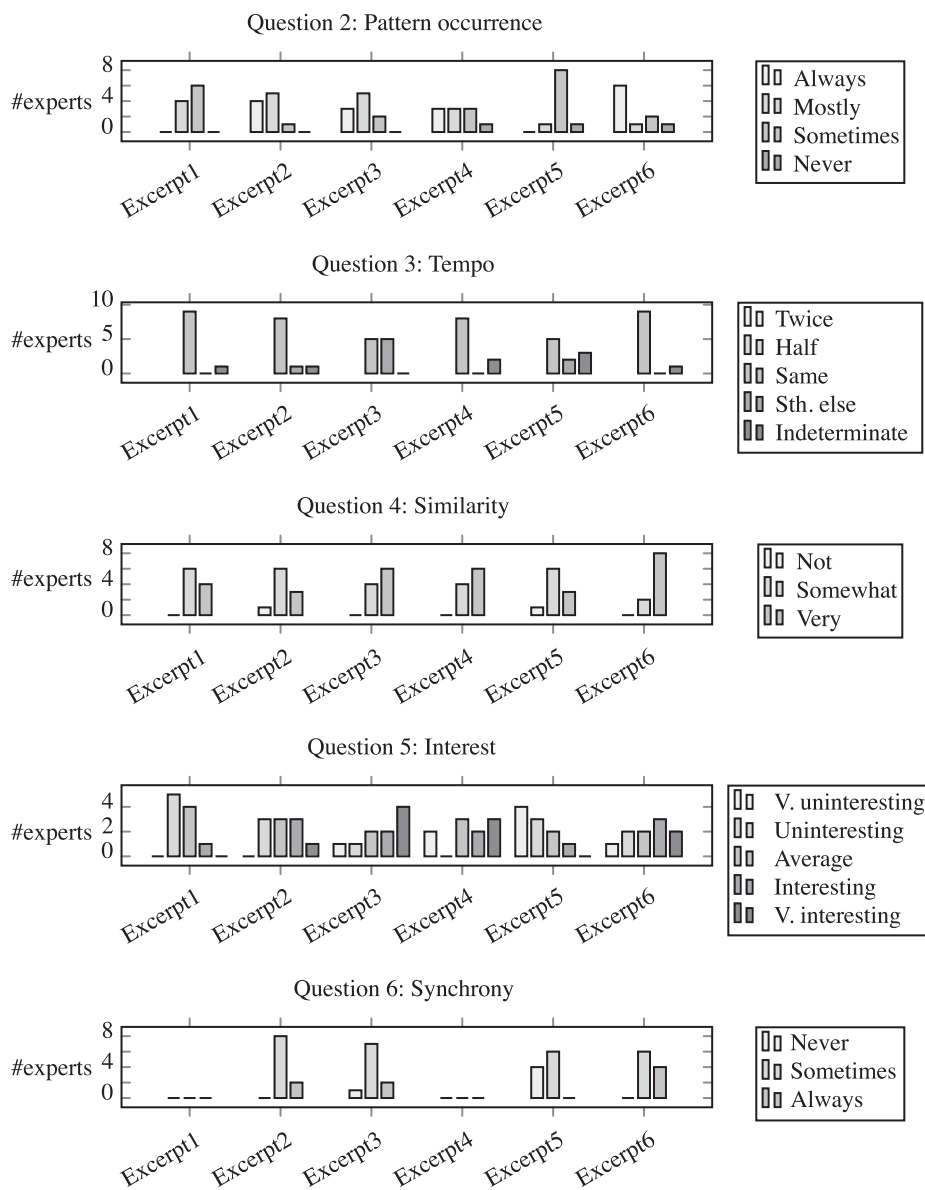 Question 2: Pattern occurrence
8
#experts 4
0
Excerpt1 Excerpt2 Excerpt3 Excerpt4 Excerpt5 Excerpt6
Always
Mostly
Sometimes
Never
Question 3: Tempo
10
#experts 5
0
Excerpt1 Excerpt2 Excerpt3 Excerpt4 Excerpt5 Excerpt6
Twice
Half
Same
Sth. else
Indeterminate
Question 4: Similarity
8
#experts 4
0
Excerpt1 Excerpt2 Excerpt3 Excerpt4 Excerpt5 Excerpt6
Not
Somewhat
Very
Question 5: Interest
4
#experts 2
0
Excerpt1 Excerpt2 Excerpt3 Excerpt4 Excerpt5 Excerpt6
V. uninteresting
Uninteresting
Average
Interesting
V. interesting
Question 6: Synchrony
8
#experts 4
0
Excerpt1 Excerpt2 Excerpt3 Excerpt4 Excerpt5 Excerpt6
Never
Sometimes
Always